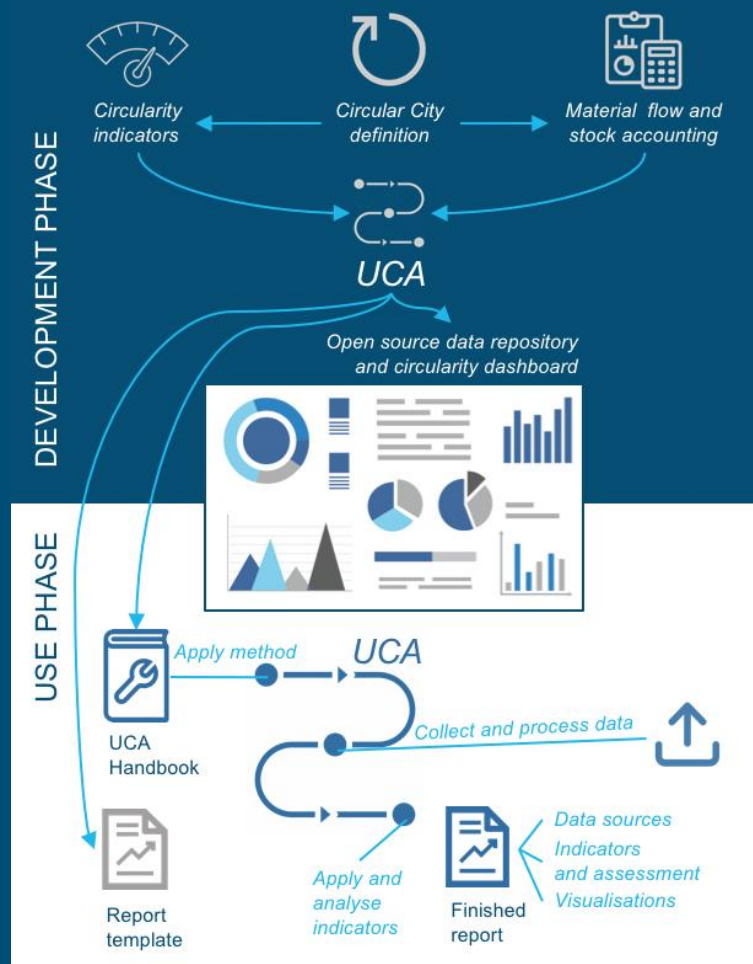 Circularity
indicators
Circular City
definition
Material flow and
stock accounting
DEVELOPMENT PHASE
UCA
Open source data repository
and circularity dashboard
USE PHASE
Apply method
UCA
UCA
Handbook
Collect and process data
Report
template
Apply and
analyse
indicators
Finished
report
Data sources
Indicators
and assessment
Visualisations